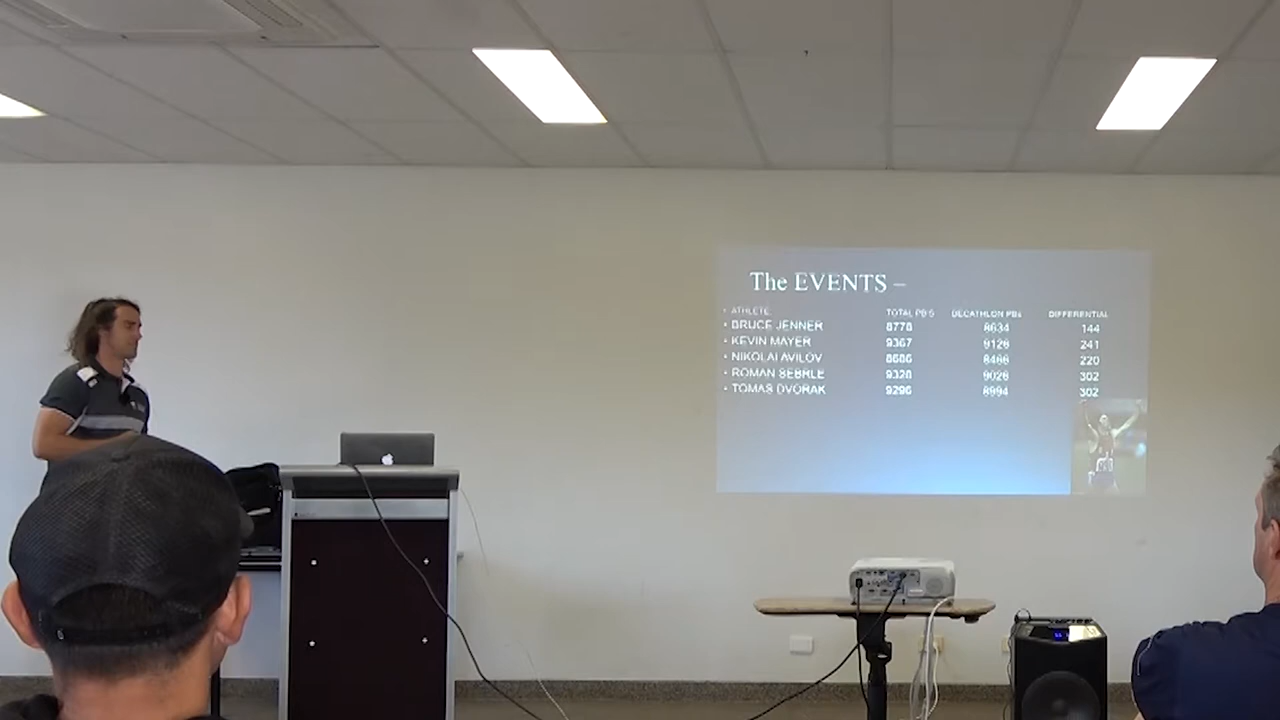 The EVENTS –
• ATHLETE TOTAL PB'S DECATHLON PBs DIFFERENTIAL
• BRUCE JENNER 8778 8634 144
• KEVIN MAYER 9367 9126 241
• NIKOLAI AVILOV 8686 8466 220
• ROMAN SEBRLE 9328 9026 302
• TOMAS DVORAK 9296 8994 302